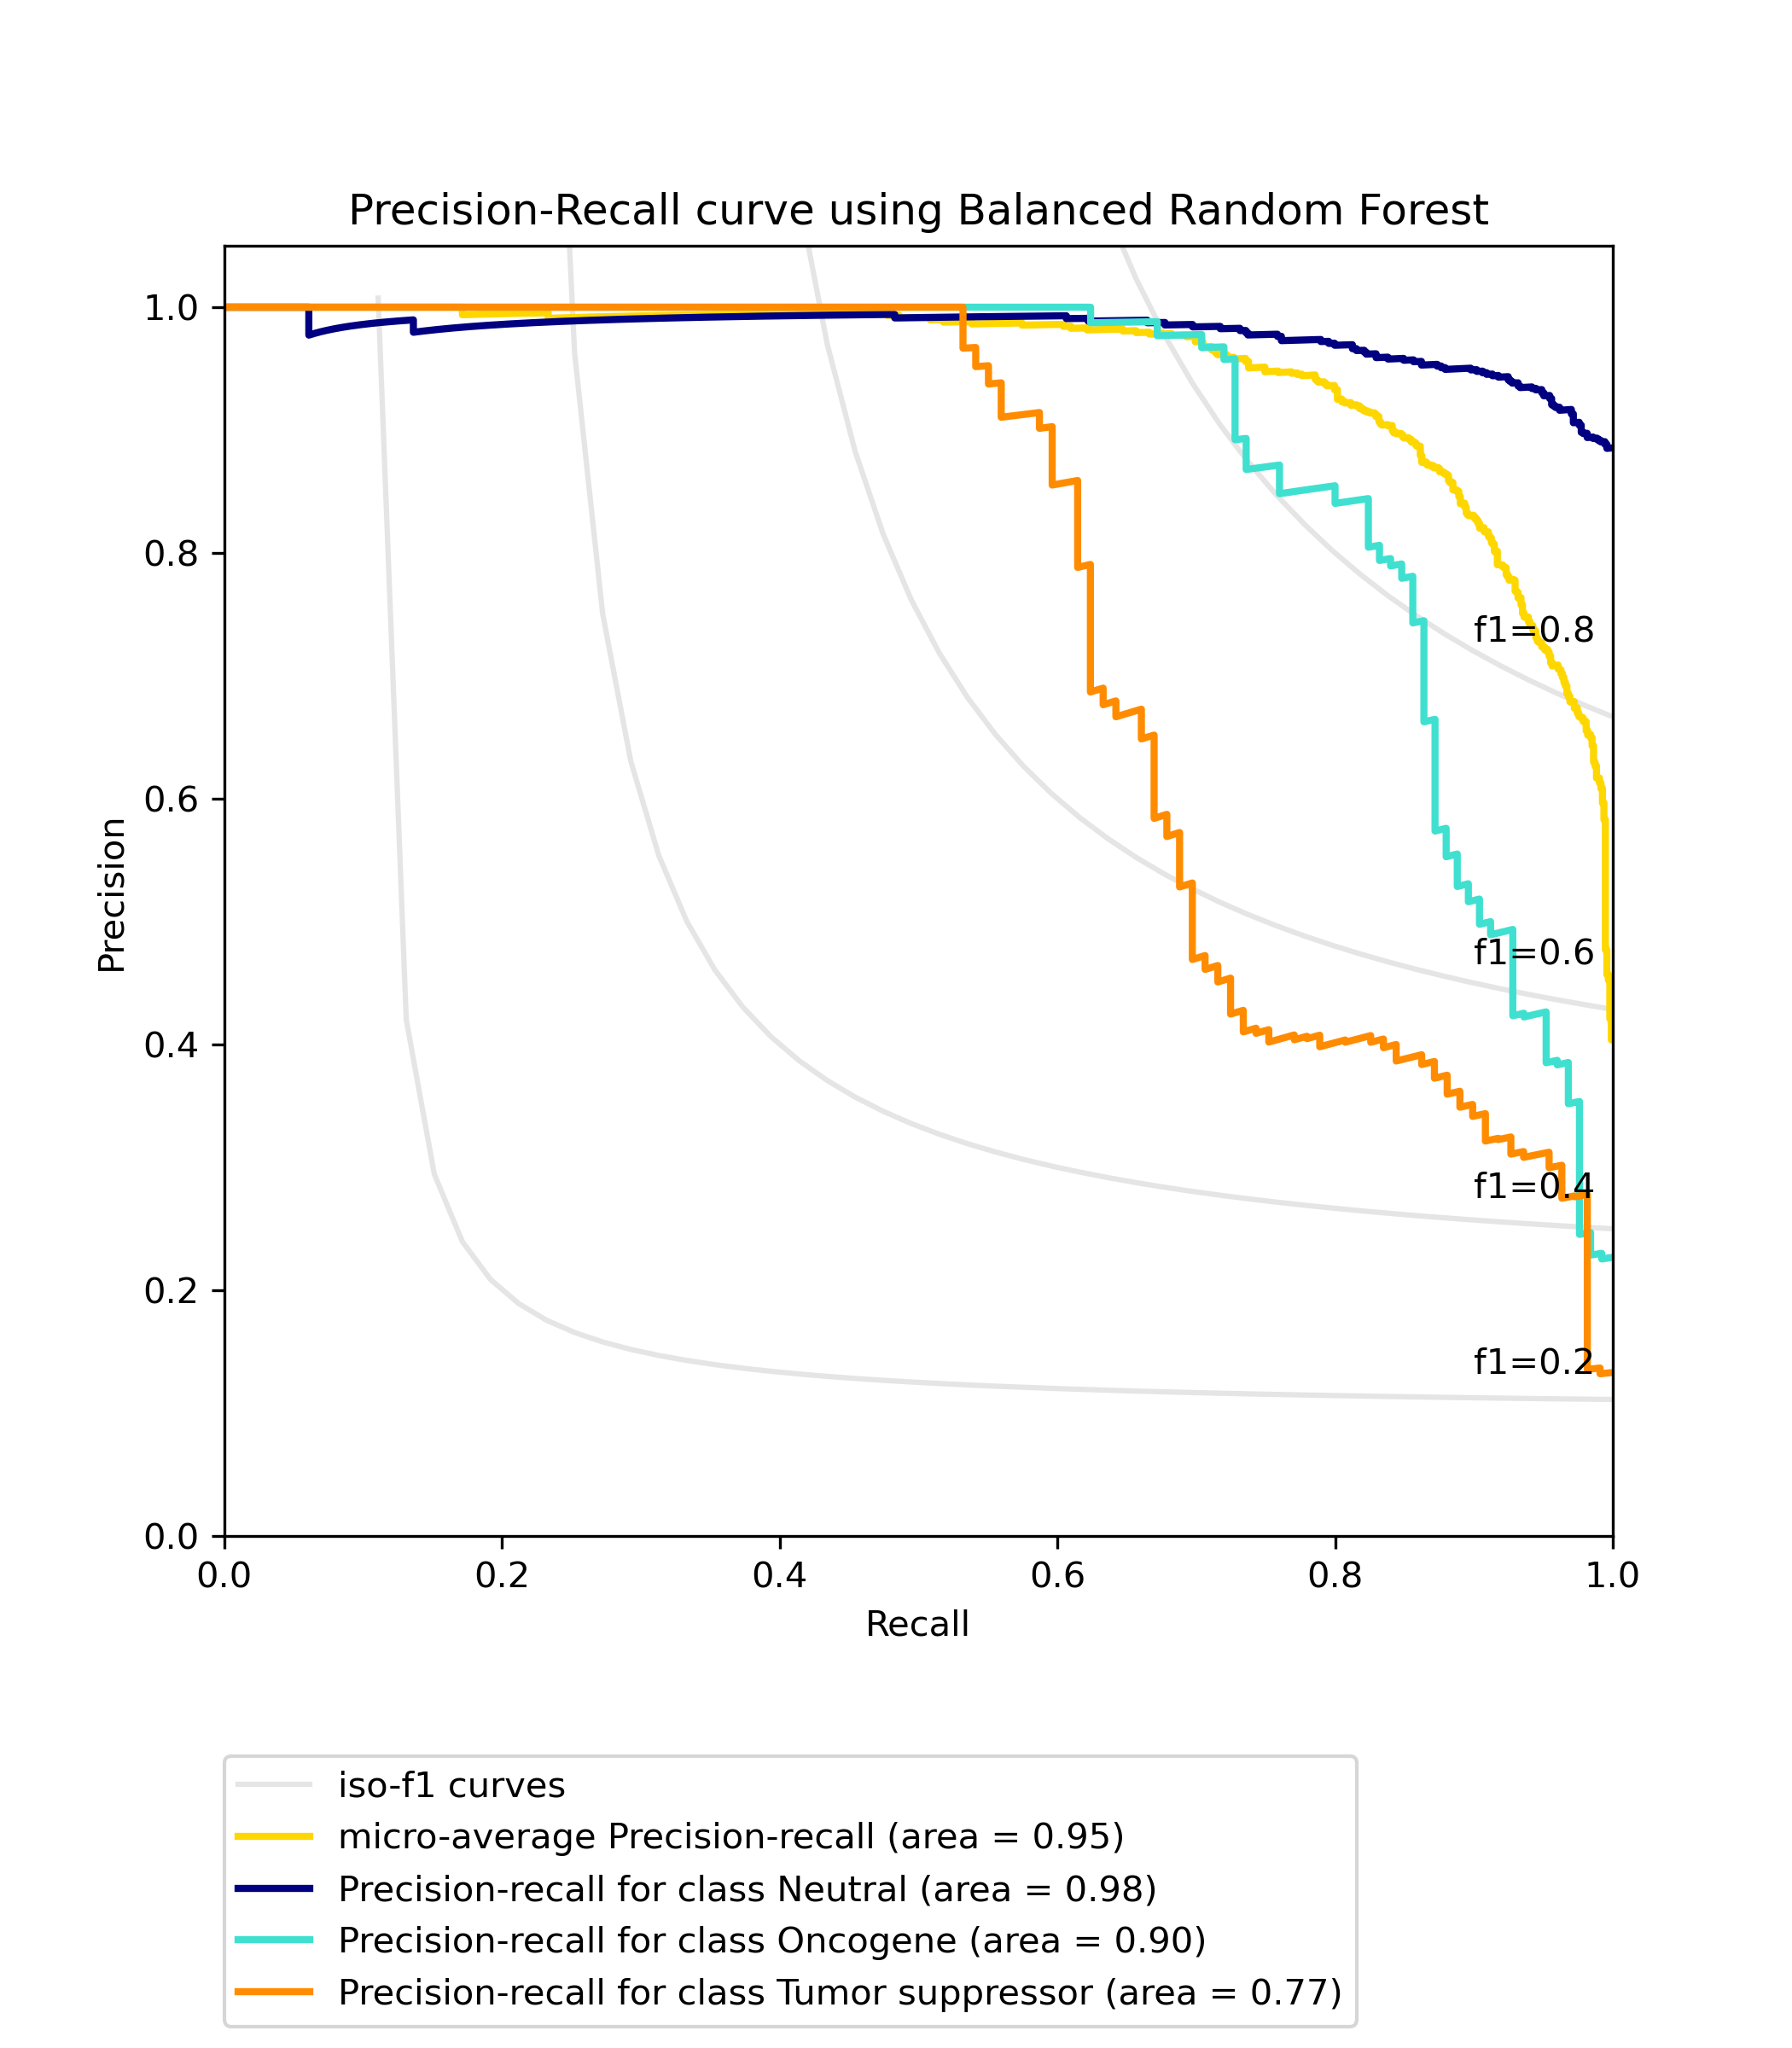 Precision-Recall curve using Balanced Random Forest
1.0
0.8
0.6
0.4
0.2
0.0
Precision
f1=0.8
f1=0.6
f1=0.4
f1=0.2
0.0 0.2 0.4 0.6 0.8 1.0
Recall
iso-f1 curves
micro-average Precision-recall (area = 0.95)
Precision-recall for class Neutral (area = 0.98)
Precision-recall for class Oncogene (area = 0.90)
Precision-recall for class Tumor suppressor (area = 0.77)